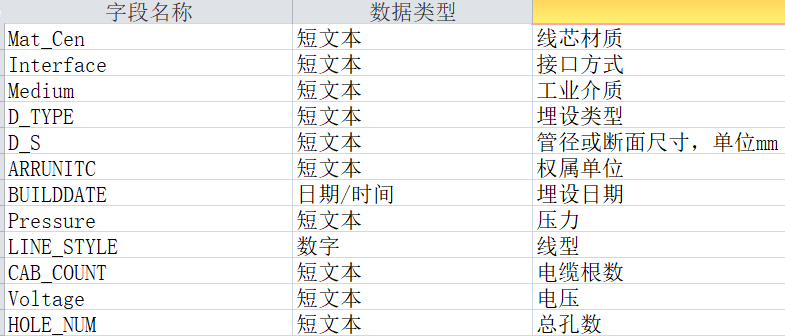 字段名称 数据类型
Mat_Cen 短文本 线芯材质
Interface 短文本 接口方式
Medium 短文本 工业介质
D_TYPE 短文本 埋设类型
D_S 短文本 管径或断面尺寸，单位mm
ARRUNITC 短文本 权属单位
BUILDDATE 日期/时间 埋设日期
Pressure 短文本 压力
LINE_STYLE 数字 线型
CAB_COUNT 短文本 电缆根数
Voltage 短文本 电压
HOLE_NUM 短文本 总孔数